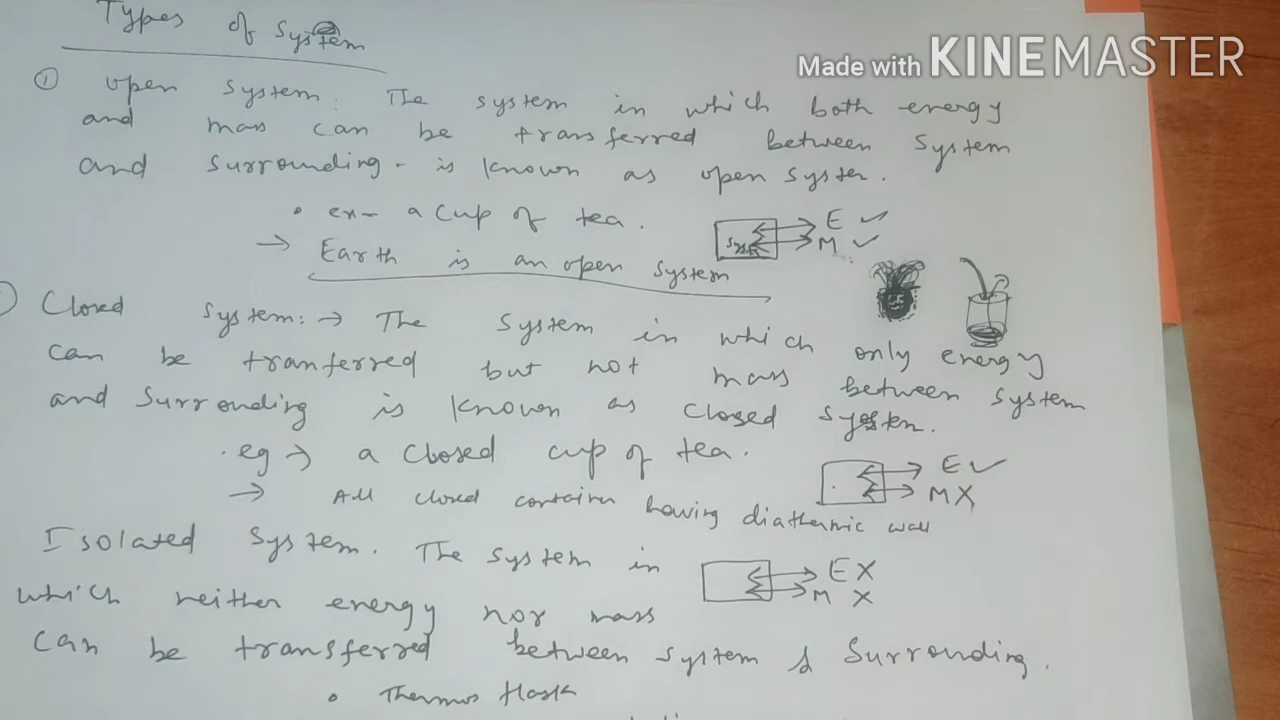 Types of System
Made with KINEMASTER
① open system: The system in which both energy
and mass can be transferred between system
and surrounding - is known as open system.
• ex- a cup of tea.
Syst E ✓
M ✓
→ Earth is an open system
Closed system: → The system in which only energy
can be tranferred but not mass between system
and surrounding is known as closed system.
• eg → a closed cup of tea.
E ✓
M X
→ All closed container having diathermic wall
Isolated system. The system in
E X
M X
which neither energy nor mass
can be transferred between system & surrounding.
• Thermos flask